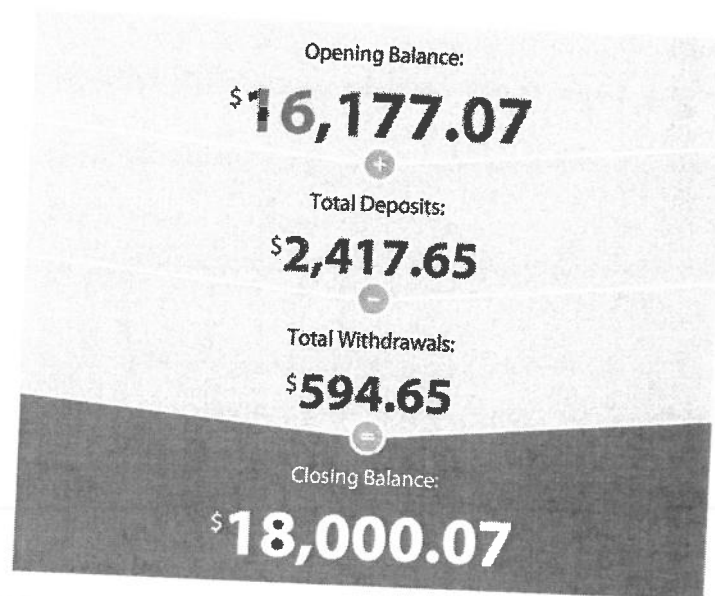 Opening Balance:
$16,177.07
+
Total Deposits:
$2,417.65
-
Total Withdrawals:
$594.65
=
Closing Balance:
$18,000.07